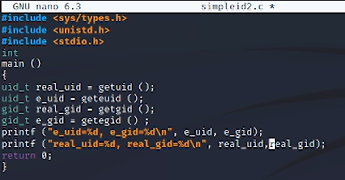 GNU nano 6.3 simpleid2.c *
#include <sys/types.h>
#include <unistd.h>
#include <stdio.h>
int
main ()
{
uid_t real_uid = getuid ();
uid_t e_uid - geteuid ();
gid_t real_gid - getgid ();
gid_t e_gid = getegid() ;
printf ("e_uid=%d, e_gid=%d\n", e_uid, e_gid);
printf ("real_uid=%d, real_gid=%d\n", real_uid,real_gid);
return 0;
}